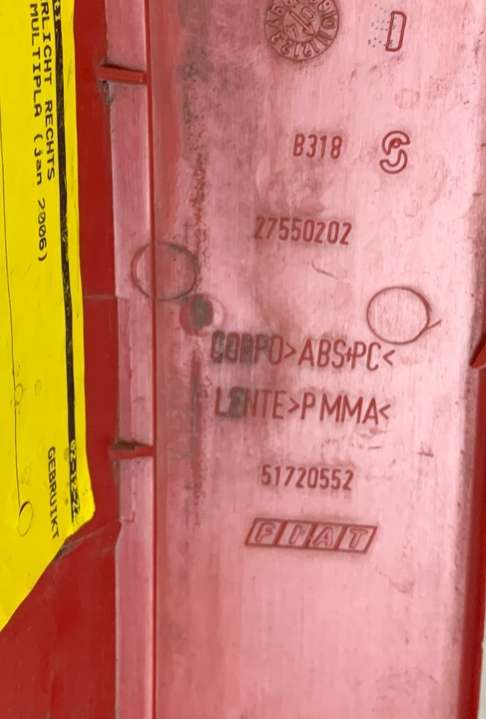 RLICHT RECHTS
MULTIPLA (Jan 2006)
GEBRUIKT
D
B318
27550202
CORPO>ABS+PC<
LENTE>PMMA<
51720552
FIAT